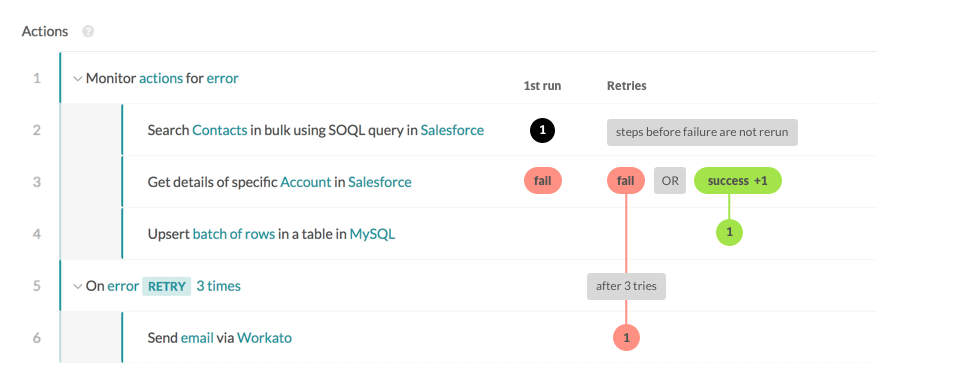 Actions ?
1st run Retries
1 Monitor actions for error
2 Search Contacts in bulk using SOQL query in Salesforce 1 steps before failure are not rerun
3 Get details of specific Account in Salesforce fail fail OR success +1
4 Upsert batch of rows in a table in MySQL 1
5 On error RETRY 3 times after 3 tries
6 Send email via Workato 1